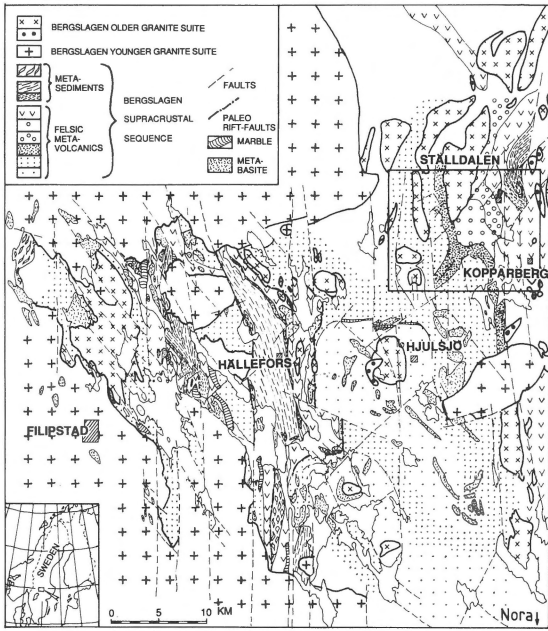 BERGSLAGEN OLDER GRANITE SUITE
BERGSLAGEN YOUNGER GRANITE SUITE
META-
SEDIMENTS
FELSIC
META-
VOLCANICS
BERGSLAGEN
SUPRACRUSTAL
SEQUENCE
FAULTS
PALEO
RIFT-FAULTS
MARBLE
META-
BASITE
STÄLLDALEN
KOPPARBERG
HJULSJÖ
HÄLLEFORS
FILIPSTAD
SWEDEN
0 5 10
KM
Nora